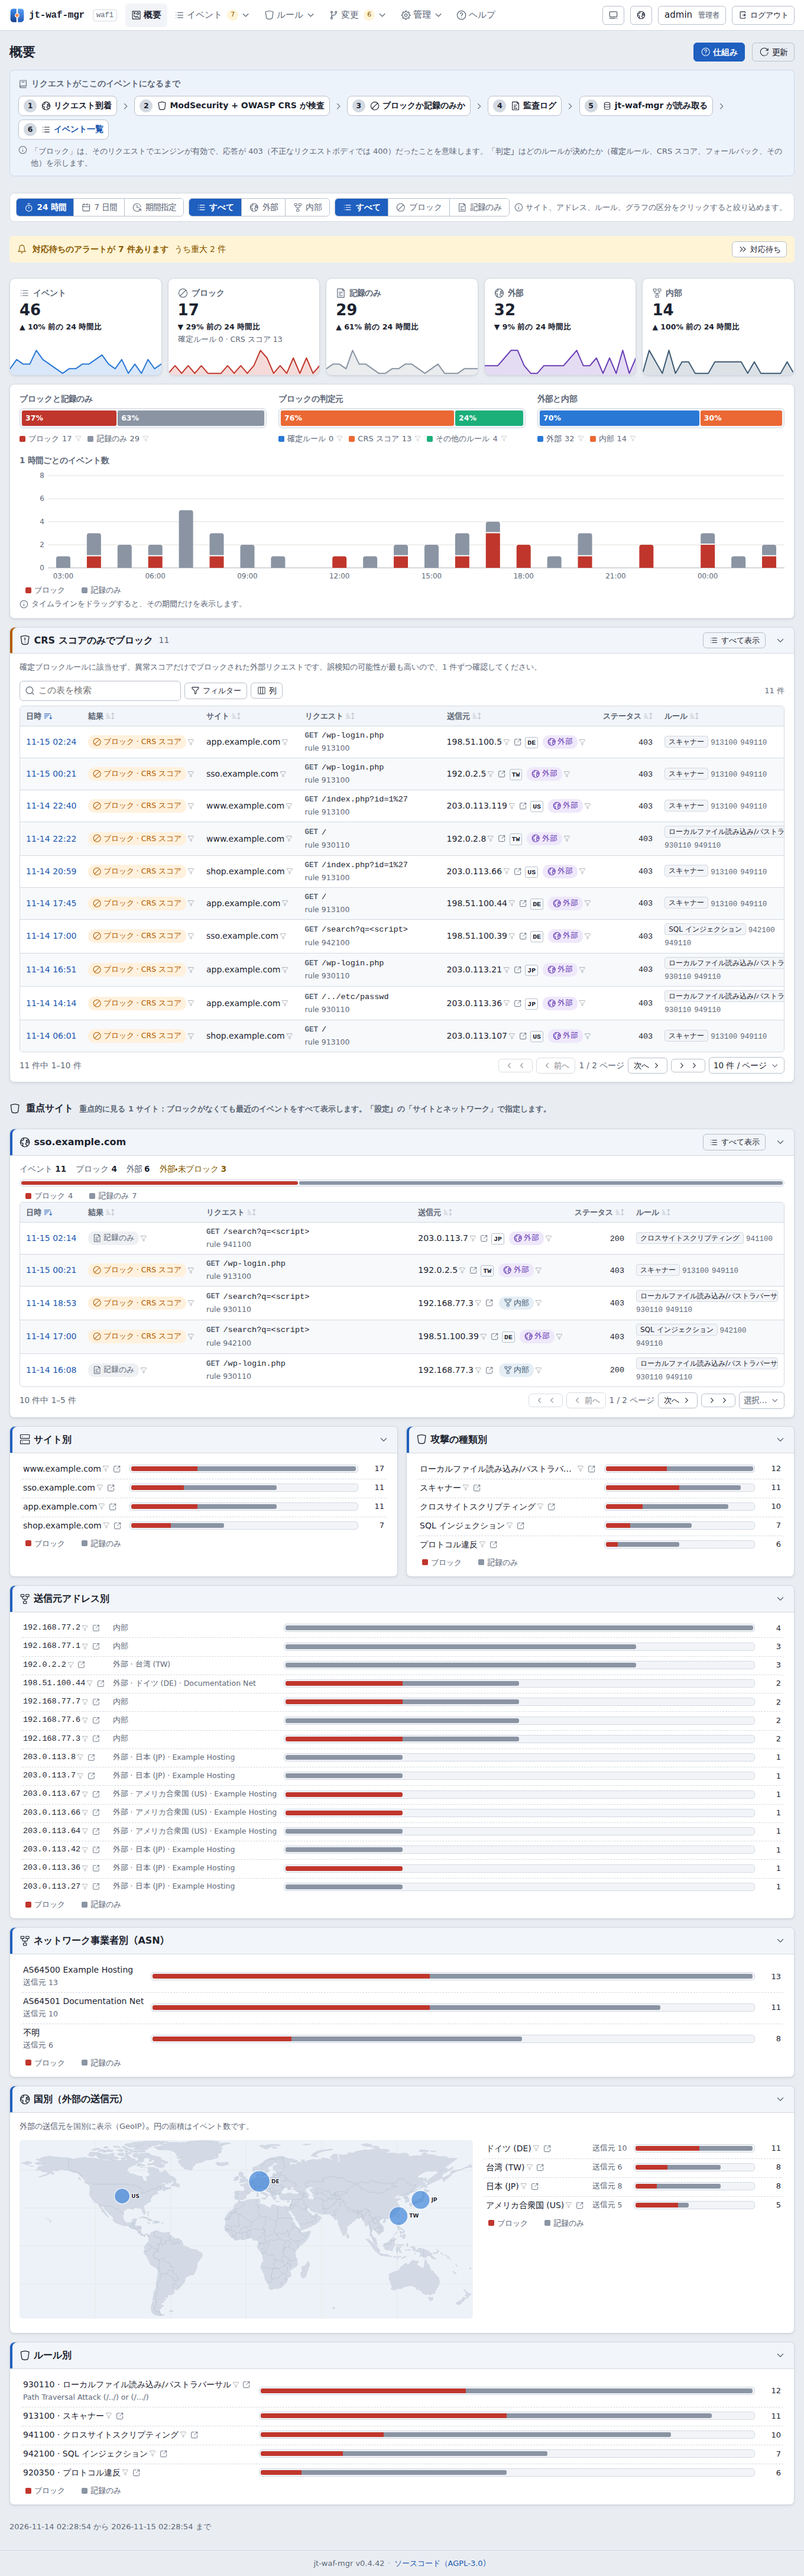 jt-waf-mgr waf1 概要 イベント 7 ルール 変更 6 管理 ヘルプ admin 管理者 ログアウト
概要 仕組み 更新
リクエストがここのイベントになるまで
1 リクエスト到着 2 ModSecurity + OWASP CRS が検査 3 ブロックか記録のみか 4 監査ログ 5 jt-waf-mgr が読み取る
6 イベント一覧
「ブロック」は、そのリクエストでエンジンが有効で、応答が 403（不正なリクエストボディでは 400）だったことを意味します。「判定」はどのルールが決めたか（確定ルール、CRS スコア、フォールバック、その
他）を示します。
24 時間 7 日間 期間指定 すべて 外部 内部 すべて ブロック 記録のみ サイト、アドレス、ルール、グラフの区分をクリックすると絞り込めます。
対応待ちのアラートが 7 件あります うち重大 2 件 対応待ち
イベント ブロック 記録のみ 外部 内部
46 17 29 32 14
▲ 10% 前の 24 時間比 ▼ 29% 前の 24 時間比 ▲ 61% 前の 24 時間比 ▼ 9% 前の 24 時間比 ▲ 100% 前の 24 時間比
確定ルール 0 · CRS スコア 13
ブロックと記録のみ ブロックの判定元 外部と内部
37% 63% 76% 24% 70% 30%
ブロック 17 記録のみ 29 確定ルール 0 CRS スコア 13 その他のルール 4 外部 32 内部 14
1 時間ごとのイベント数
8
6
4
2
0
03:00 06:00 09:00 12:00 15:00 18:00 21:00 00:00
ブロック 記録のみ
タイムラインをドラッグすると、その期間だけを表示します。
CRS スコアのみでブロック 11 すべて表示
確定ブロックルールに該当せず、異常スコアだけでブロックされた外部リクエストです。誤検知の可能性が最も高いので、1 件ずつ確認してください。
この表を検索 フィルター 列 11 件
日時 結果 サイト リクエスト 送信元 ステータス ルール
11-15 02:24 ブロック · CRS スコア app.example.com GET /wp-login.php 198.51.100.5 DE 外部 403 スキャナー 913100 949110
rule 913100
11-15 00:21 ブロック · CRS スコア sso.example.com GET /wp-login.php 192.0.2.5 TW 外部 403 スキャナー 913100 949110
rule 913100
11-14 22:40 ブロック · CRS スコア www.example.com GET /index.php?id=1%27 203.0.113.119 US 外部 403 スキャナー 913100 949110
rule 913100
11-14 22:22 ブロック · CRS スコア www.example.com GET / 192.0.2.8 TW 外部 403 ローカルファイル読み込み/パストラ
rule 930110 930110 949110
11-14 20:59 ブロック · CRS スコア shop.example.com GET /index.php?id=1%27 203.0.113.66 US 外部 403 スキャナー 913100 949110
rule 913100
11-14 17:45 ブロック · CRS スコア app.example.com GET / 198.51.100.44 DE 外部 403 スキャナー 913100 949110
rule 913100
11-14 17:00 ブロック · CRS スコア sso.example.com GET /search?q=<script> 198.51.100.39 DE 外部 403 SQL インジェクション 942100
rule 942100 949110
11-14 16:51 ブロック · CRS スコア app.example.com GET /wp-login.php 203.0.113.21 JP 外部 403 ローカルファイル読み込み/パストラ
rule 930110 930110 949110
11-14 14:14 ブロック · CRS スコア app.example.com GET /../etc/passwd 203.0.113.36 JP 外部 403 ローカルファイル読み込み/パストラ
rule 930110 930110 949110
11-14 06:01 ブロック · CRS スコア shop.example.com GET / 203.0.113.107 US 外部 403 スキャナー 913100 949110
rule 913100
11 件中 1–10 件 前へ 1 / 2 ページ 次へ 10 件 / ページ
重点サイト 重点的に見る 1 サイト：ブロックがなくても最近のイベントをすべて表示します。「設定」の「サイトとネットワーク」で指定します。
sso.example.com すべて表示
イベント 11 ブロック 4 外部 6 外部・未ブロック 3
ブロック 4 記録のみ 7
日時 結果 リクエスト 送信元 ステータス ルール
11-15 02:14 記録のみ GET /search?q=<script> 203.0.113.7 JP 外部 200 クロスサイトスクリプティング 941100
rule 941100
11-15 00:21 ブロック · CRS スコア GET /wp-login.php 192.0.2.5 TW 外部 403 スキャナー 913100 949110
rule 913100
11-14 18:53 ブロック · CRS スコア GET /search?q=<script> 192.168.77.3 内部 403 ローカルファイル読み込み/パストラバーサ
rule 930110 930110 949110
11-14 17:00 ブロック · CRS スコア GET /search?q=<script> 198.51.100.39 DE 外部 403 SQL インジェクション 942100
rule 942100 949110
11-14 16:08 記録のみ GET /wp-login.php 192.168.77.3 内部 200 ローカルファイル読み込み/パストラバーサ
rule 930110 930110 949110
10 件中 1–5 件 前へ 1 / 2 ページ 次へ 選択...
サイト別 攻撃の種類別
www.example.com 17 ローカルファイル読み込み/パストラバ... 12
sso.example.com 11 スキャナー 11
app.example.com 11 クロスサイトスクリプティング 10
shop.example.com 7 SQL インジェクション 7
ブロック 記録のみ プロトコル違反 6
ブロック 記録のみ
送信元アドレス別
192.168.77.2 内部 4
192.168.77.1 内部 3
192.0.2.2 外部 · 台湾 (TW) 3
198.51.100.44 外部 · ドイツ (DE) · Documentation Net 2
192.168.77.7 内部 2
192.168.77.6 内部 2
192.168.77.3 内部 2
203.0.113.8 外部 · 日本 (JP) · Example Hosting 1
203.0.113.7 外部 · 日本 (JP) · Example Hosting 1
203.0.113.67 外部 · アメリカ合衆国 (US) · Example Hosting 1
203.0.113.66 外部 · アメリカ合衆国 (US) · Example Hosting 1
203.0.113.64 外部 · アメリカ合衆国 (US) · Example Hosting 1
203.0.113.42 外部 · 日本 (JP) · Example Hosting 1
203.0.113.36 外部 · 日本 (JP) · Example Hosting 1
203.0.113.27 外部 · 日本 (JP) · Example Hosting 1
ブロック 記録のみ
ネットワーク事業者別（ASN）
AS64500 Example Hosting 13
送信元 13
AS64501 Documentation Net 11
送信元 10
不明 8
送信元 6
ブロック 記録のみ
国別（外部の送信元）
外部の送信元を国別に表示（GeoIP）。円の面積はイベント数です。
US DE JP TW
ドイツ (DE) 送信元 10 11
台湾 (TW) 送信元 6 8
日本 (JP) 送信元 8 8
アメリカ合衆国 (US) 送信元 5 5
ブロック 記録のみ
ルール別
930110 · ローカルファイル読み込み/パストラバーサル 12
Path Traversal Attack (/../) or (/.../)
913100 · スキャナー 11
941100 · クロスサイトスクリプティング 10
942100 · SQL インジェクション 7
920350 · プロトコル違反 6
ブロック 記録のみ
2026-11-14 02:28:54 から 2026-11-15 02:28:54 まで
jt-waf-mgr v0.4.42 · ソースコード（AGPL-3.0）